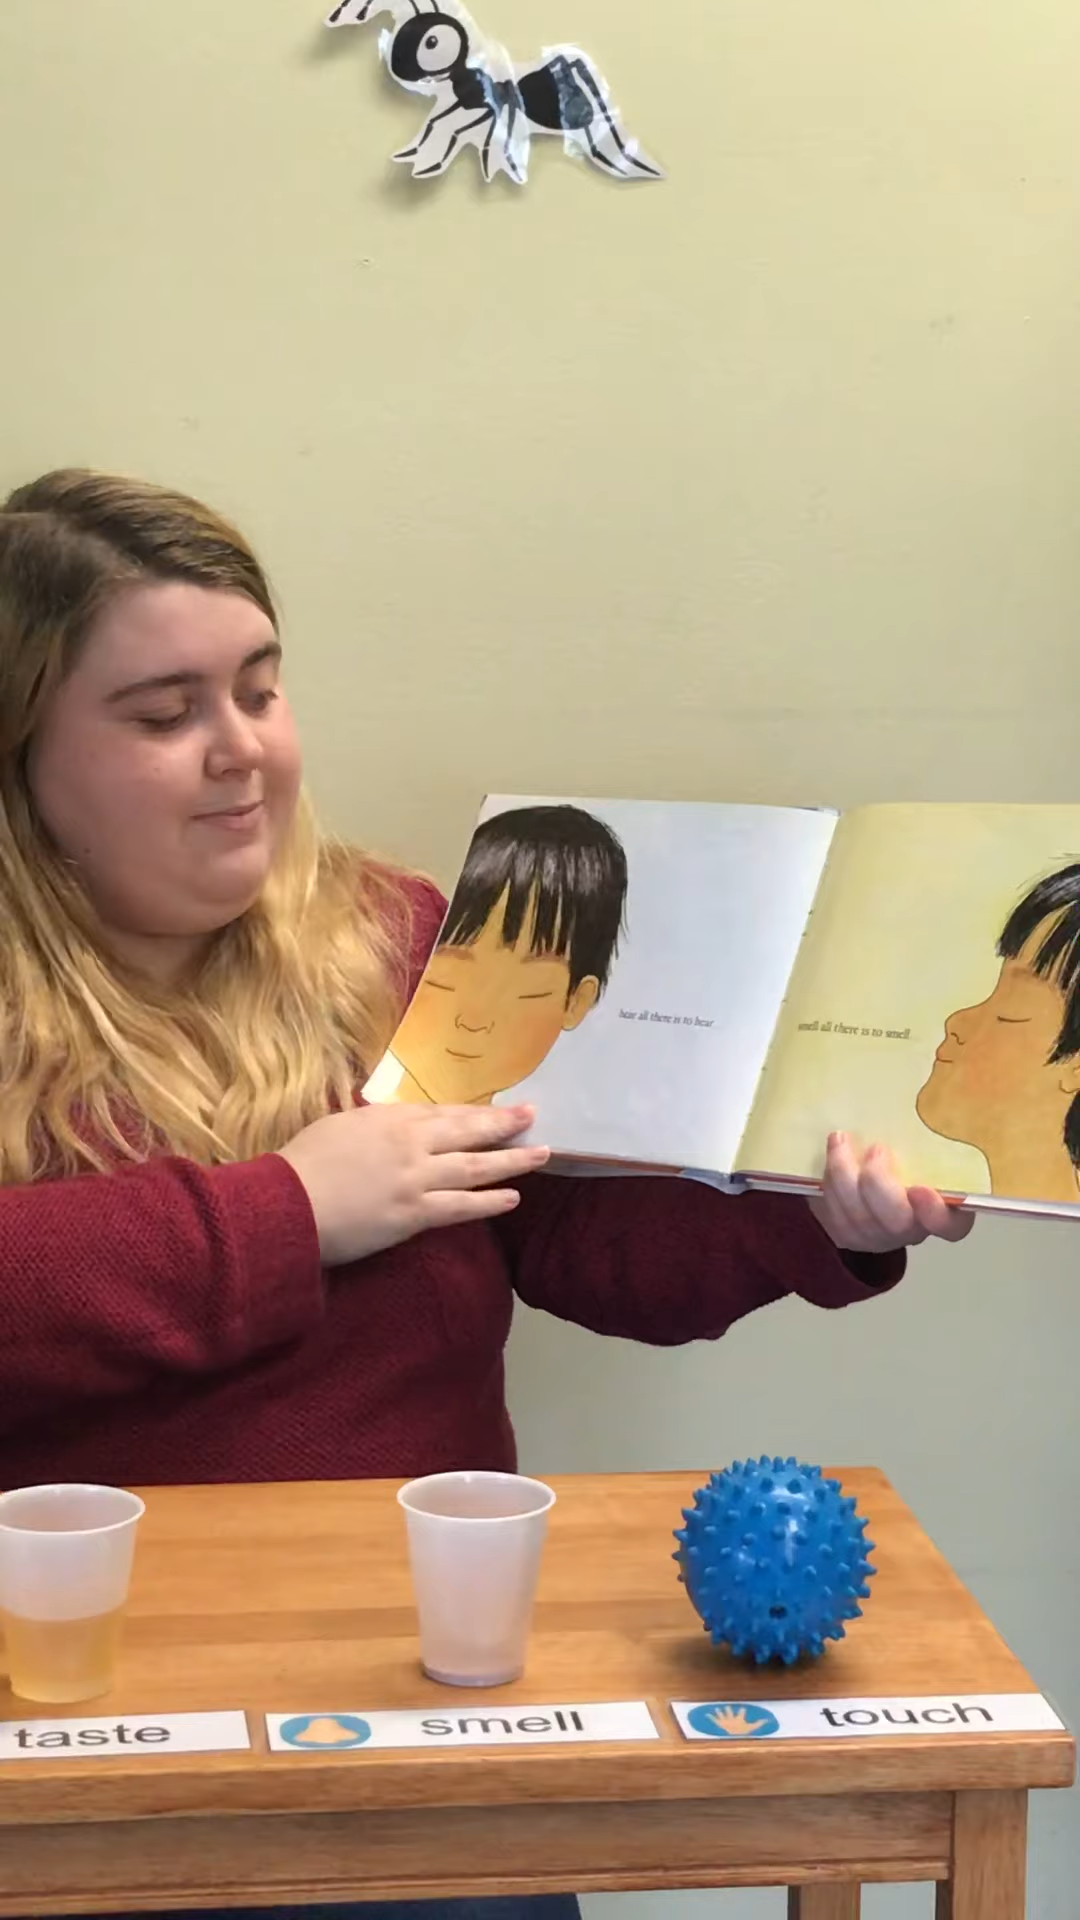 hear all there is to hear
smell all there is to smell
taste
smell
touch